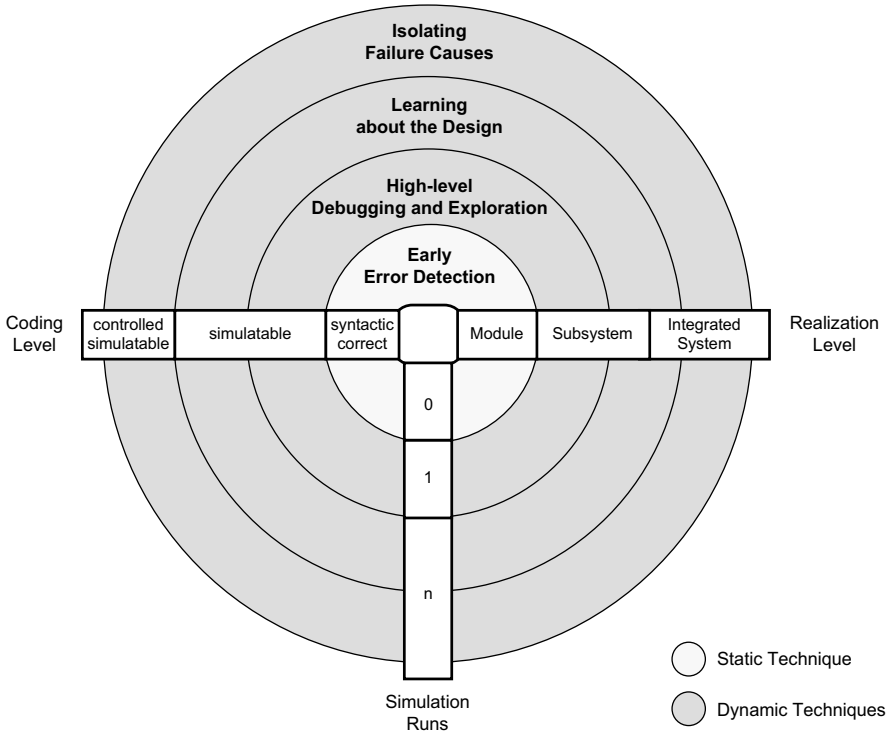 Isolating
Failure Causes
Learning
about the Design
High-level
Debugging and Exploration
Early
Error Detection
Coding
Level
controlled
simulatable
simulatable
syntactic
correct
Module
Subsystem
Integrated
System
Realization
Level
0
1
n
Simulation
Runs
Static Technique
Dynamic Techniques